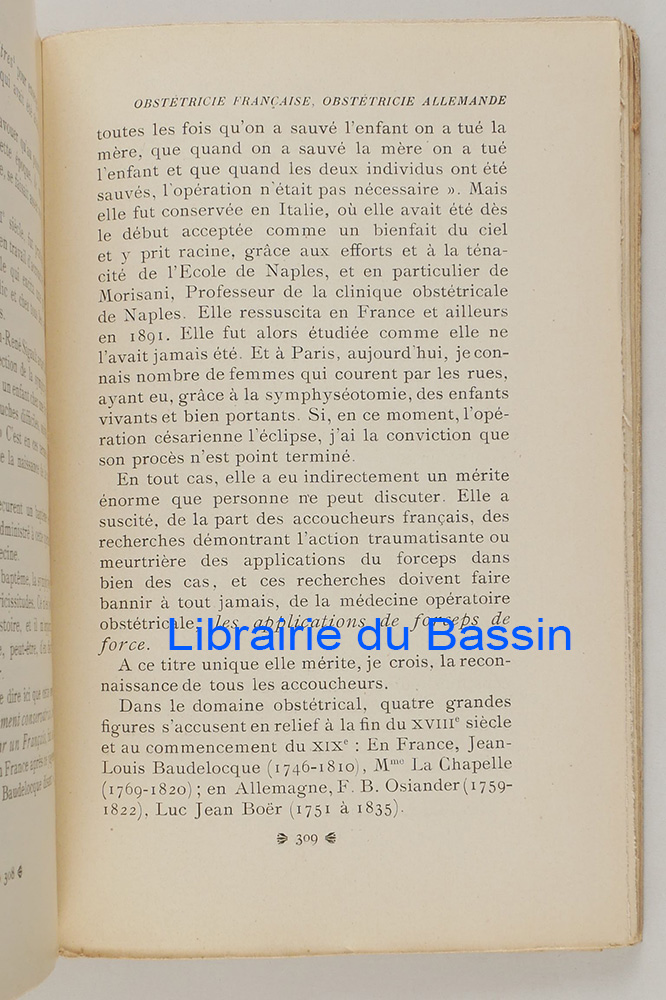 OBSTÉTRICIE FRANÇAISE, OBSTÉTRICIE ALLEMANDE
toutes les fois qu'on a sauvé l'enfant on a tué la
mère, que quand on a sauvé la mère on a tué
l'enfant et que quand les deux individus ont été
sauvés, l'opération n'était pas nécessaire ». Mais
elle fut conservée en Italie, où elle avait été dès
le début acceptée comme un bienfait du ciel
et y prit racine, grâce aux efforts et à la téna-
cité de l'Ecole de Naples, et en particulier de
Morisani, Professeur de la clinique obstétricale
de Naples. Elle ressuscita en France et ailleurs
en 1891. Elle fut alors étudiée comme elle ne
l'avait jamais été. Et à Paris, aujourd'hui, je con-
nais nombre de femmes qui courent par les rues,
ayant eu, grâce à la symphyséotomie, des enfants
vivants et bien portants. Si, en ce moment, l'opé-
ration césarienne l'éclipse, j'ai la conviction que
son procès n'est point terminé.
En tout cas, elle a eu indirectement un mérite
énorme que personne ne peut discuter. Elle a
suscité, de la part des accoucheurs français, des
recherches démontrant l'action traumatisante ou
meurtrière des applications du forceps dans
bien des cas, et ces recherches doivent faire
bannir à tout jamais, de la médecine opératoire
obstétricale, les applications de forceps de
force.
Librairie du Bassin
A ce titre unique elle mérite, je crois, la recon-
naissance de tous les accoucheurs.
Dans le domaine obstétrical, quatre grandes
figures s'accusent en relief à la fin du XVIIIe siècle
et au commencement du XIXe : En France, Jean-
Louis Baudelocque (1746-1810), Mme La Chapelle
(1769-1820) ; en Allemagne, F. B. Osiander (1759-
1822), Luc Jean Boër (1751 à 1835).
309